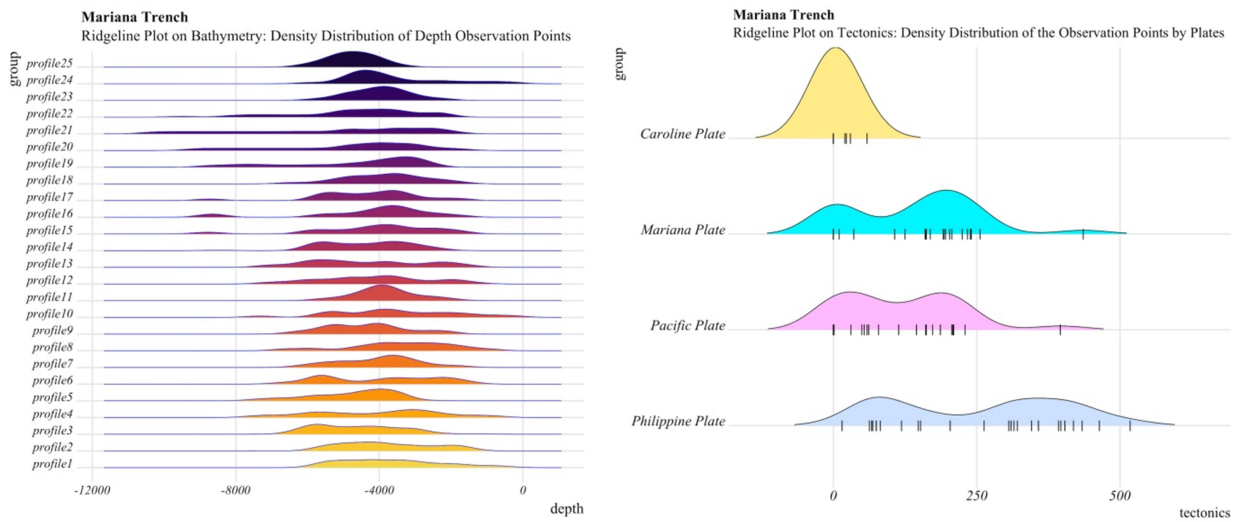 Mariana Trench
Ridgeline Plot on Bathymetry: Density Distribution of Depth Observation Points
group
profile25
profile24
profile23
profile22
profile21
profile20
profile19
profile18
profile17
profile16
profile15
profile14
profile13
profile12
profile11
profile10
profile9
profile8
profile7
profile6
profile5
profile4
profile3
profile2
profile1
-12000 -8000 -4000 0
depth
Mariana Trench
Ridgeline Plot on Tectonics: Density Distribution of the Observation Points by Plates
group
Caroline Plate
Mariana Plate
Pacific Plate
Philippine Plate
0 250 500
tectonics